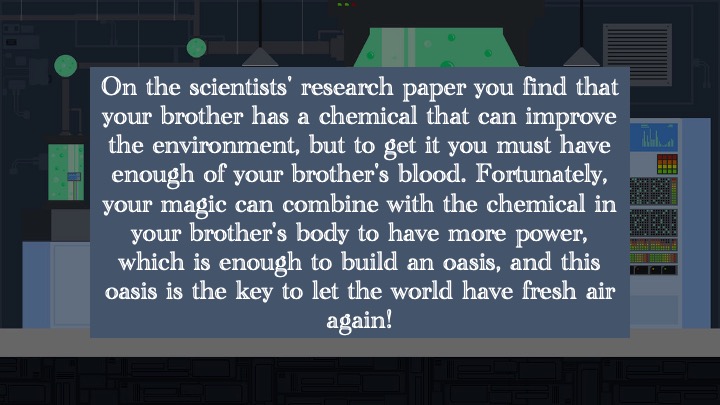 On the scientists' research paper you find that
your brother has a chemical that can improve
the environment, but to get it you must have
enough of your brother's blood. Fortunately,
your magic can combine with the chemical in
your brother's body to have more power,
which is enough to build an oasis, and this
oasis is the key to let the world have fresh air
again!